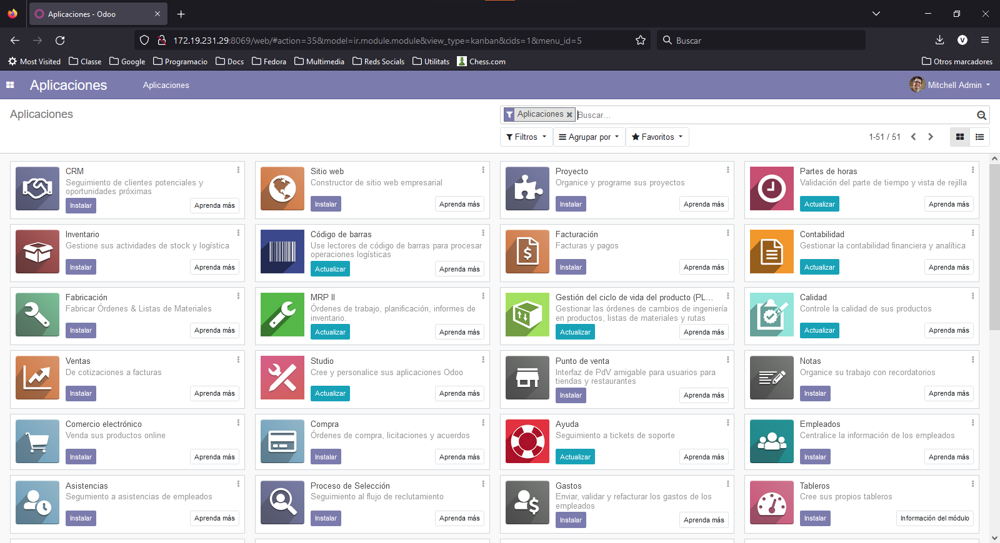 Aplicaciones - Odoo
172.19.231.29:8069/web/#action=35&model=ir.module.module&view_type=kanban&cids=1&menu_id=5
Buscar
V
Most Visited
Classe
Google
Programacio
Docs
Fedora
Multimedia
Reds Socials
Utilitats
Chess.com
Otros marcadores
Aplicaciones
Aplicaciones
Mitchell Admin
Aplicaciones
Aplicaciones
Buscar...
Filtros
Agrupar por
Favoritos
1-51 / 51
CRM
Seguimiento de clientes potenciales y
oportunidades próximas
Instalar
Aprenda más
Sitio web
Constructor de sitio web empresarial
Instalar
Aprenda más
Proyecto
Organice y programe sus proyectos
Instalar
Aprenda más
Partes de horas
Validación del parte de tiempo y vista de rejilla
Actualizar
Aprenda más
Inventario
Gestione sus actividades de stock y logística
Instalar
Aprenda más
Código de barras
Use lectores de código de barras para procesar
operaciones logísticas
Actualizar
Aprenda más
Facturación
Facturas y pagos
Instalar
Aprenda más
Contabilidad
Gestionar la contabilidad financiera y analítica
Actualizar
Aprenda más
Fabricación
Fabricar Órdenes & Listas de Materiales
Instalar
Aprenda más
MRP II
Órdenes de trabajo, planificación, informes de
inventario.
Actualizar
Aprenda más
Gestión del ciclo de vida del producto (PL...
Gestionar las órdenes de cambios de ingeniería
en productos, listas de materiales y rutas
Actualizar
Aprenda más
Calidad
Controle la calidad de sus productos
Actualizar
Aprenda más
Ventas
De cotizaciones a facturas
Instalar
Aprenda más
Studio
Cree y personalice sus aplicaciones Odoo
Actualizar
Aprenda más
Punto de venta
Interfaz de PdV amigable para usuarios para
tiendas y restaurantes
Instalar
Aprenda más
Notas
Organice su trabajo con recordatorios
Instalar
Aprenda más
Comercio electrónico
Venda sus productos online
Instalar
Aprenda más
Compra
Órdenes de compra, licitaciones y acuerdos
Instalar
Aprenda más
Ayuda
Seguimiento a tickets de soporte
Actualizar
Aprenda más
Empleados
Centralice la información de los empleados
Instalar
Aprenda más
Asistencias
Segumiento a asistencias de empleados
Instalar
Aprenda más
Proceso de Selección
Seguimiento al flujo de reclutamiento
Instalar
Aprenda más
Gastos
Enviar, validar y refacturar los gastos de los
empleados
Instalar
Aprenda más
Tableros
Cree sus propios tableros
Instalar
Información del módulo